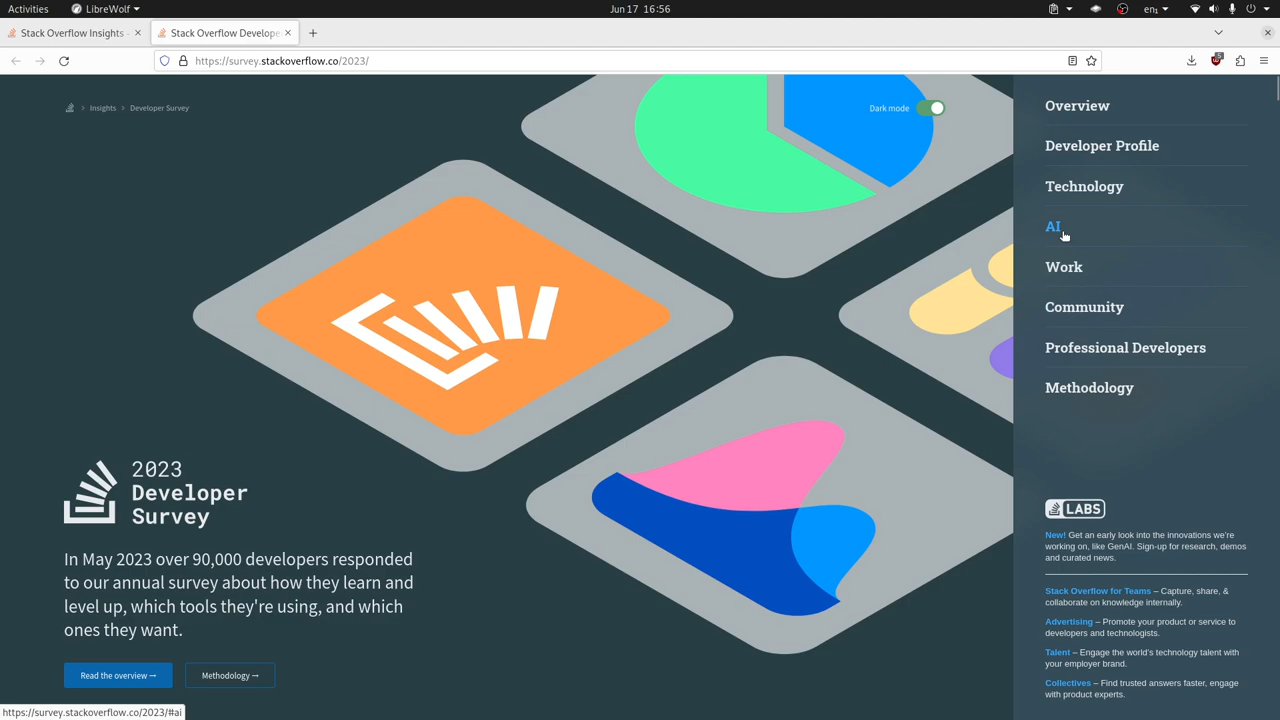 Activities
LibreWolf
Jun 17 16:56
en₁
Stack Overflow Insights -
Stack Overflow Develope
https://survey.stackoverflow.co/2023/
5
Insights
Developer Survey
Dark mode
Overview
Developer Profile
Technology
AI
Work
Community
Professional Developers
Methodology
2023
Developer
Survey
In May 2023 over 90,000 developers responded
to our annual survey about how they learn and
level up, which tools they're using, and which
ones they want.
Read the overview →
Methodology →
LABS
New! Get an early look into the innovations we're
working on, like GenAI. Sign-up for research, demos
and curated news.
Stack Overflow for Teams – Capture, share, &
collaborate on knowledge internally.
Advertising – Promote your product or service to
developers and technologists.
Talent – Engage the world's technology talent with
your employer brand.
Collectives – Find trusted answers faster, engage
with product experts.
https://survey.stackoverflow.co/2023/#ai